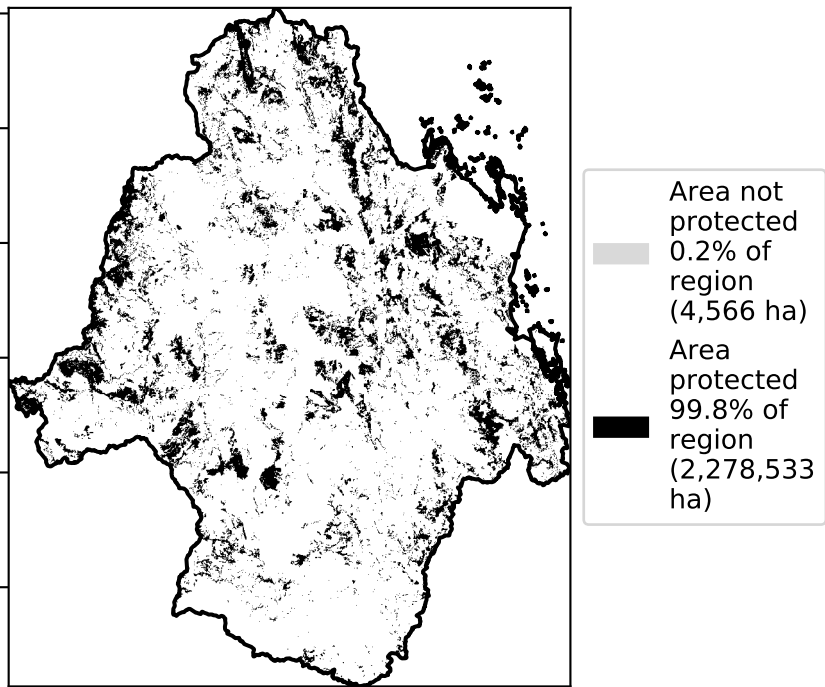 Area not
protected
0.2% of
region
(4,566 ha)
Area
protected
99.8% of
region
(2,278,533
ha)